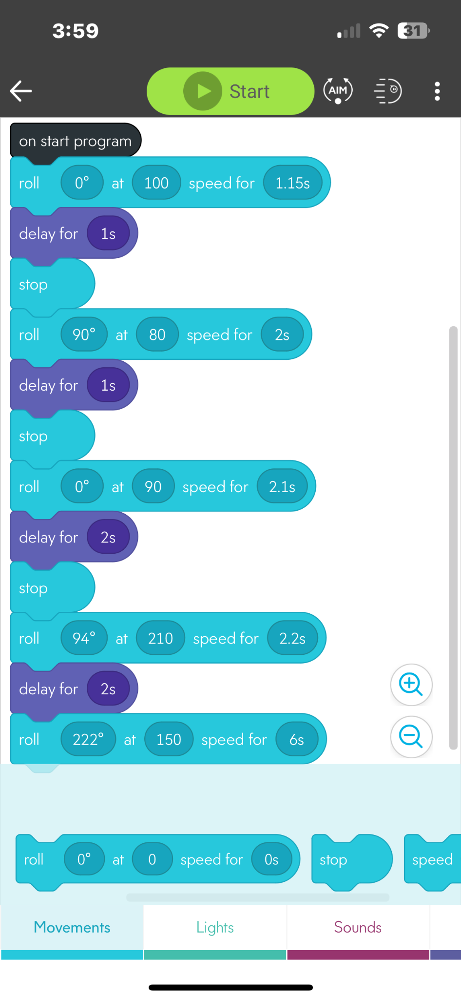 3:59
31
Start
AIM
on start program
roll 0° at 100 speed for 1.15s
delay for 1s
stop
roll 90° at 80 speed for 2s
delay for 1s
stop
roll 0° at 90 speed for 2.1s
delay for 2s
stop
roll 94° at 210 speed for 2.2s
delay for 2s
roll 222° at 150 speed for 6s
roll 0° at 0 speed for 0s stop speed
Movements Lights Sounds